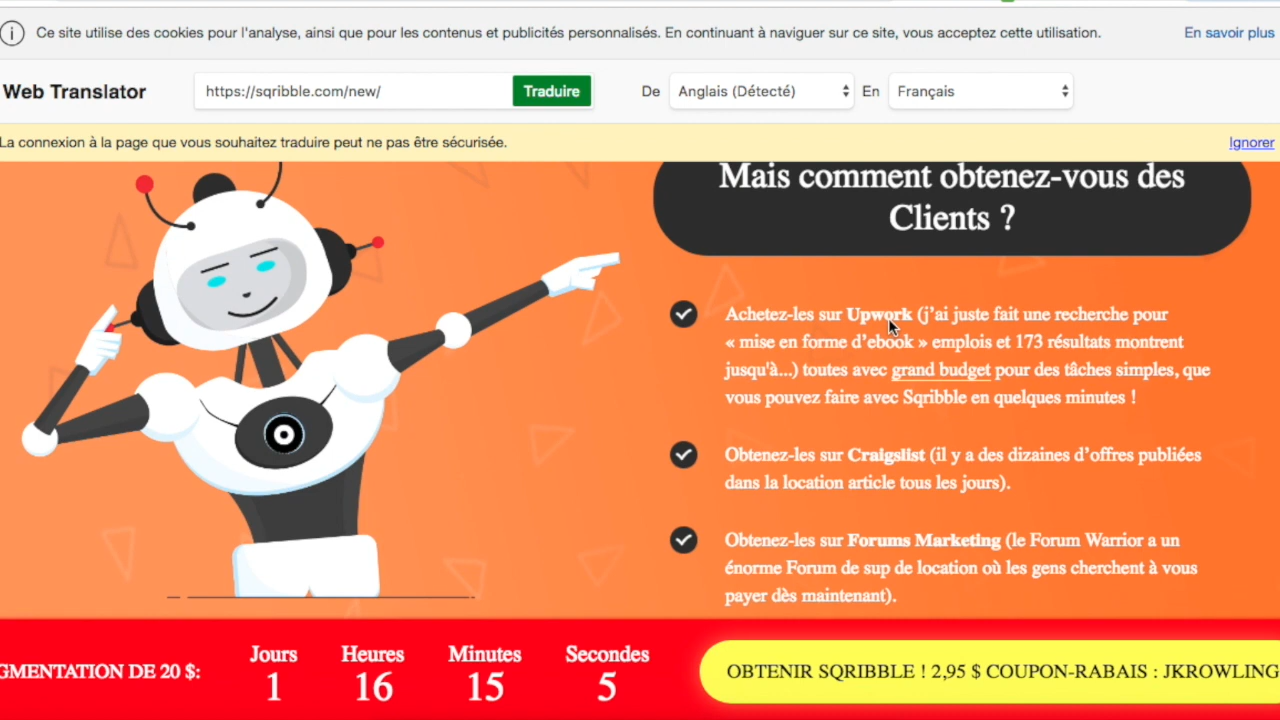 Ce site utilise des cookies pour l'analyse, ainsi que pour les contenus et publicités personnalisés. En continuant à naviguer sur ce site, vous acceptez cette utilisation. En savoir plus
Web Translator https://sqribble.com/new/ Traduire De Anglais (Détecté) En Français
La connexion à la page que vous souhaitez traduire peut ne pas être sécurisée. Ignorer
Mais comment obtenez-vous des
Clients ?
Achetez-les sur Upwork (j'ai juste fait une recherche pour
« mise en forme d'ebook » emplois et 173 résultats montrent
jusqu'à...) toutes avec grand budget pour des tâches simples, que
vous pouvez faire avec Sqribble en quelques minutes !
Obtenez-les sur Craigslist (il y a des dizaines d'offres publiées
dans la location article tous les jours).
Obtenez-les sur Forums Marketing (le Forum Warrior a un
énorme Forum de sup de location où les gens cherchent à vous
payer dès maintenant).
GMENTATION DE 20 $:
Jours Heures Minutes Secondes
1 16 15 5
OBTENIR SQRIBBLE ! 2,95 $ COUPON-RABAIS : JKROWLING